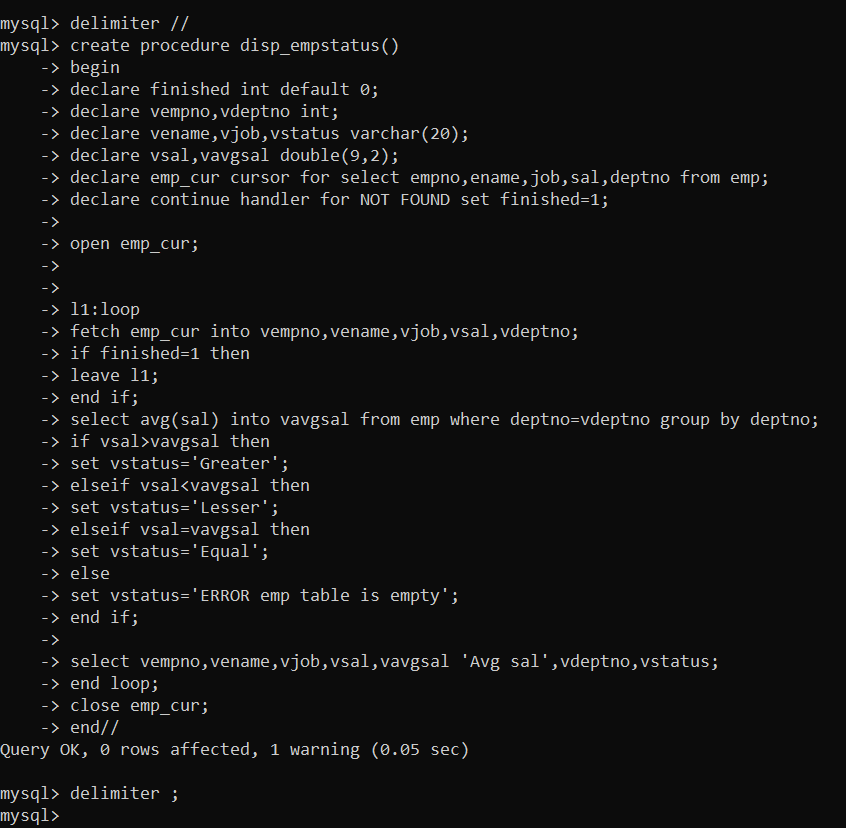 mysql> delimiter //
mysql> create procedure disp_empstatus()
    -> begin
    -> declare finished int default 0;
    -> declare vempno,vdeptno int;
    -> declare vename,vjob,vstatus varchar(20);
    -> declare vsal,vavgsal double(9,2);
    -> declare emp_cur cursor for select empno,ename,job,sal,deptno from emp;
    -> declare continue handler for NOT FOUND set finished=1;
    ->
    -> open emp_cur;
    ->
    ->
    -> l1:loop
    -> fetch emp_cur into vempno,vename,vjob,vsal,vdeptno;
    -> if finished=1 then
    -> leave l1;
    -> end if;
    -> select avg(sal) into vavgsal from emp where deptno=vdeptno group by deptno;
    -> if vsal>vavgsal then
    -> set vstatus='Greater';
    -> elseif vsal<vavgsal then
    -> set vstatus='Lesser';
    -> elseif vsal=vavgsal then
    -> set vstatus='Equal';
    -> else
    -> set vstatus='ERROR emp table is empty';
    -> end if;
    ->
    -> select vempno,vename,vjob,vsal,vavgsal 'Avg sal',vdeptno,vstatus;
    -> end loop;
    -> close emp_cur;
    -> end//
Query OK, 0 rows affected, 1 warning (0.05 sec)
mysql> delimiter ;
mysql>